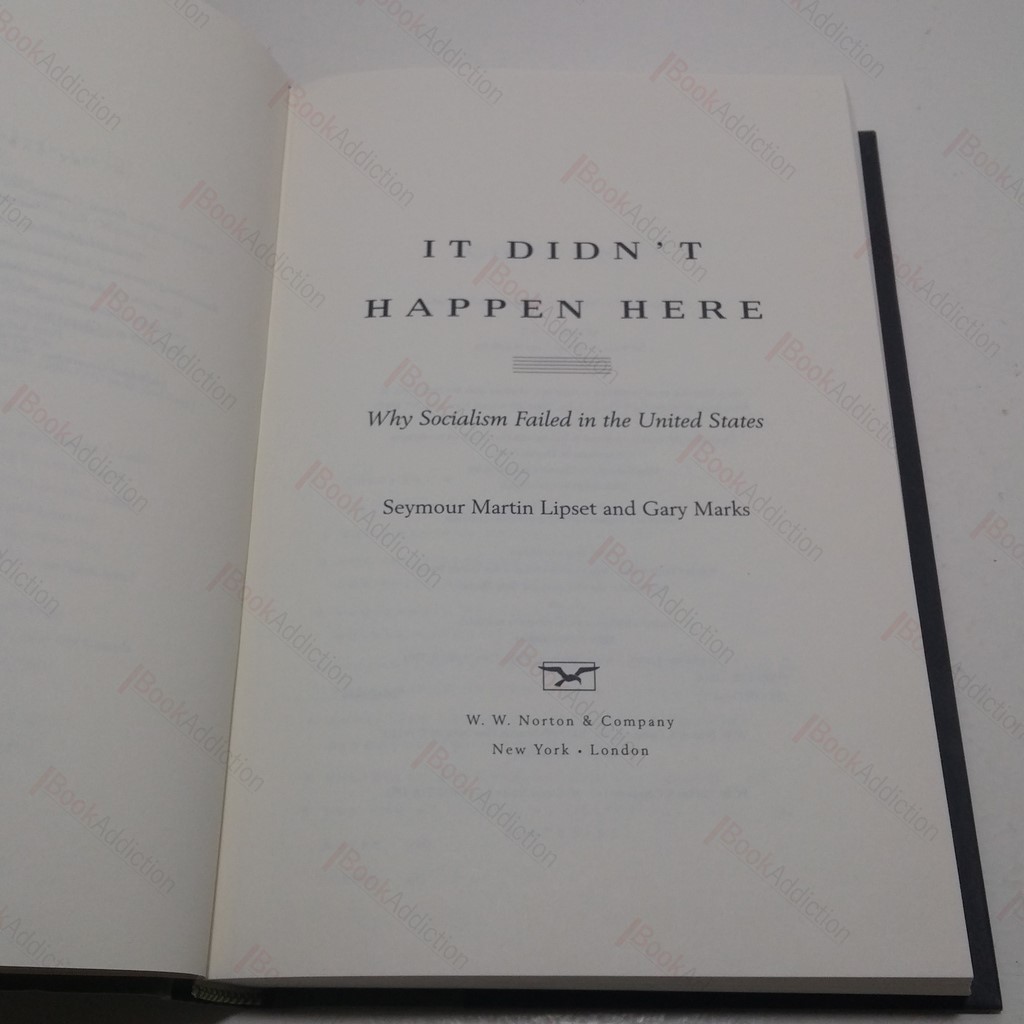 IT DIDN'T
HAPPEN HERE
Why Socialism Failed in the United States
Seymour Martin Lipset and Gary Marks
W. W. Norton & Company
New York • London
BookAddiction